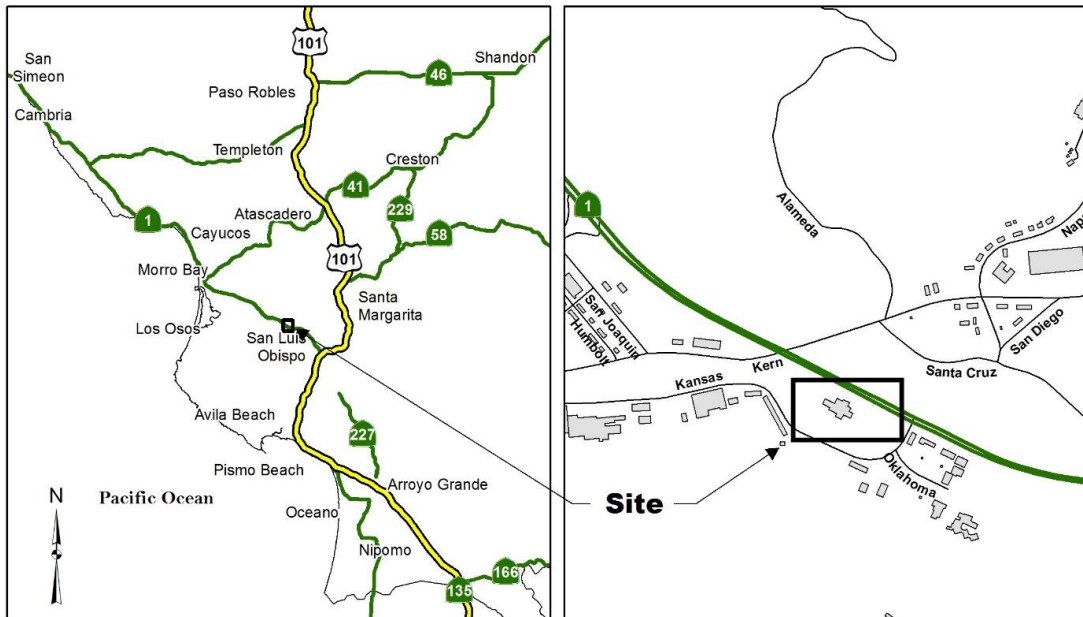 101
San
Simeon
Shandon
46
Paso Robles
Cambria
Templeton
Creston
41
229
Atascadero
1
Cayucos
58
101
Morro Bay
Santa
Margarita
Los Osos
San Luis
Obispo
Avila Beach
227
Pismo Beach
Arroyo Grande
N
Pacific Ocean
Oceano
Nipomo
166
135
1
Alameda
Nap
San Joaquin
Humbolt
San Diego
Kern
Santa Cruz
Kansas
Oklahoma
Site